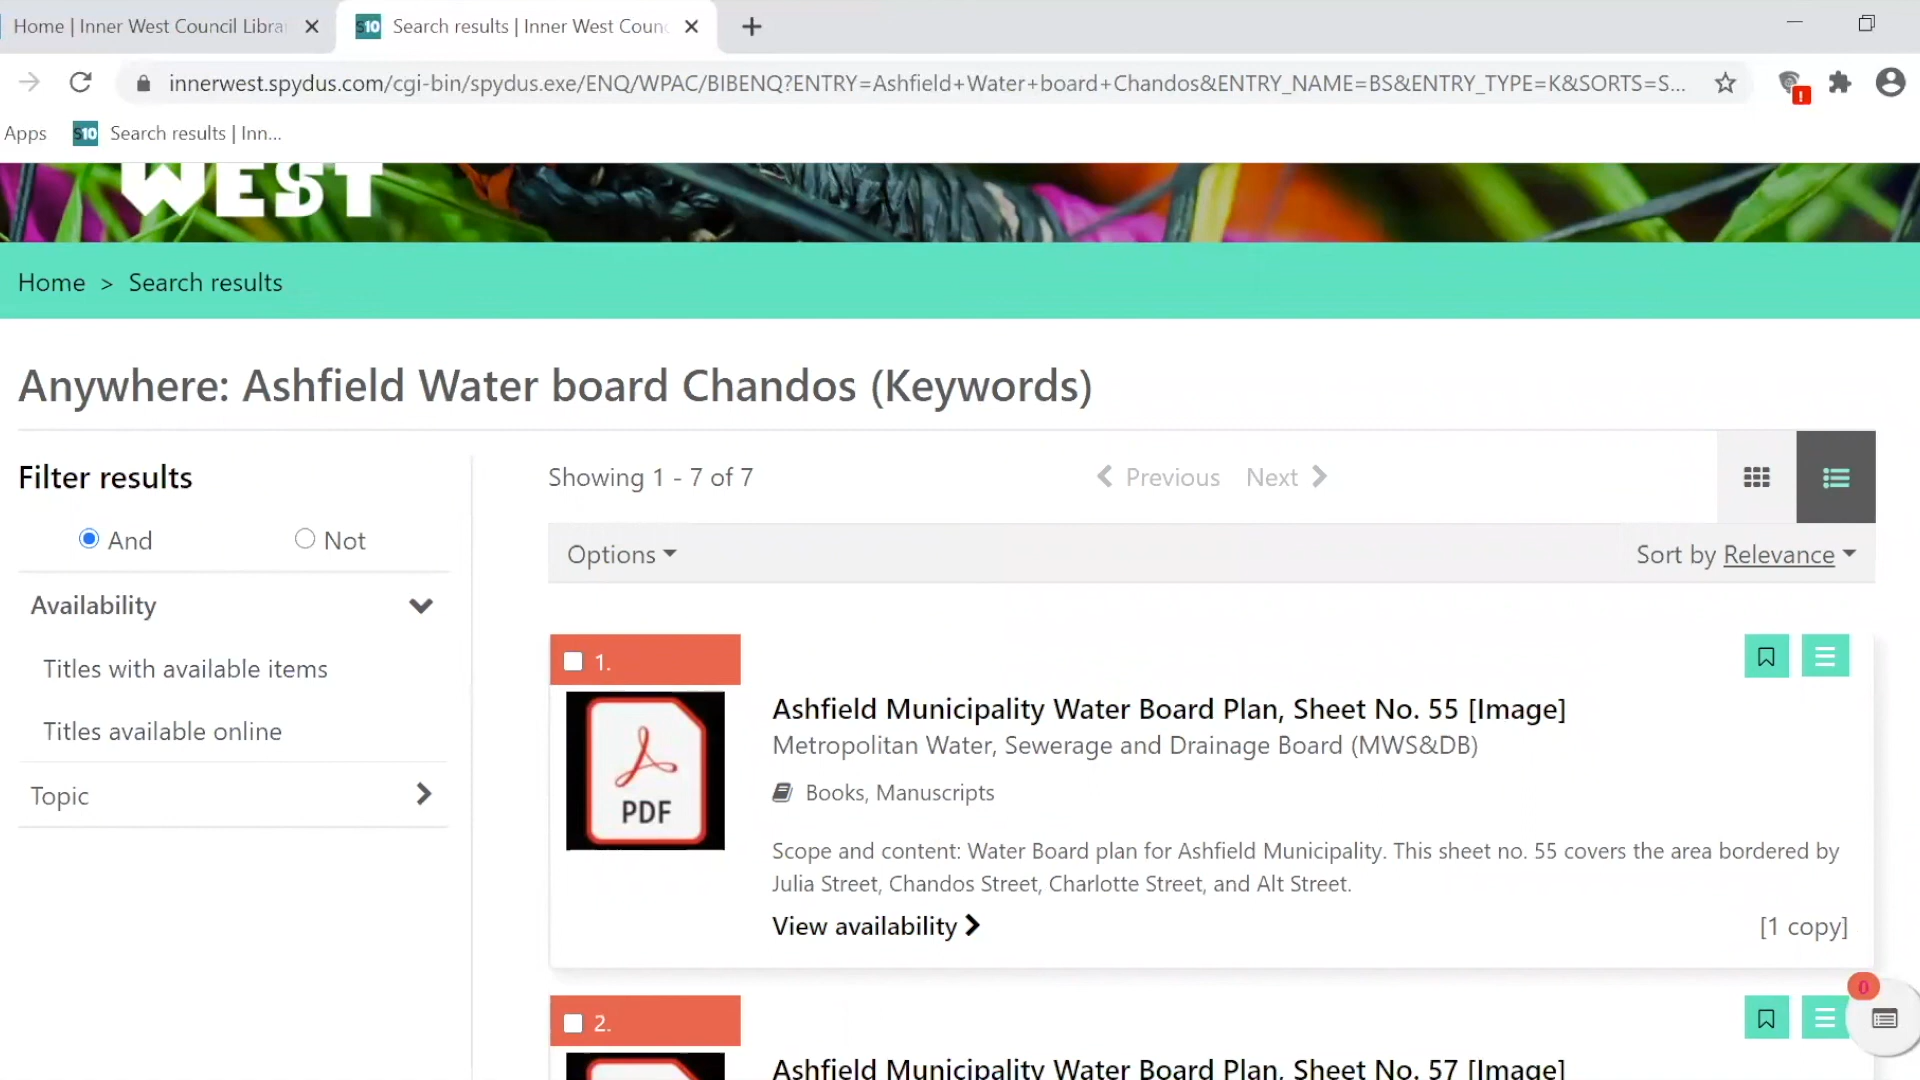 Home | Inner West Council Libra
S10 Search results | Inner West Coun
innerwest.spydus.com/cgi-bin/spydus.exe/ENQ/WPAC/BIBENQ?ENTRY=Ashfield+Water+board+Chandos&ENTRY_NAME=BS&ENTRY_TYPE=K&SORTS=S...
Apps
S10 Search results | Inn...
WEST
Home > Search results
Anywhere: Ashfield Water board Chandos (Keywords)
Filter results
And
Not
Availability
Titles with available items
Titles available online
Topic
Showing 1 - 7 of 7
Previous Next
Options
Sort by Relevance
1.
PDF
Ashfield Municipality Water Board Plan, Sheet No. 55 [Image]
Metropolitan Water, Sewerage and Drainage Board (MWS&DB)
Books, Manuscripts
Scope and content: Water Board plan for Ashfield Municipality. This sheet no. 55 covers the area bordered by
Julia Street, Chandos Street, Charlotte Street, and Alt Street.
View availability
[1 copy]
0
2.
Ashfield Municipality Water Board Plan, Sheet No. 57 [Image]